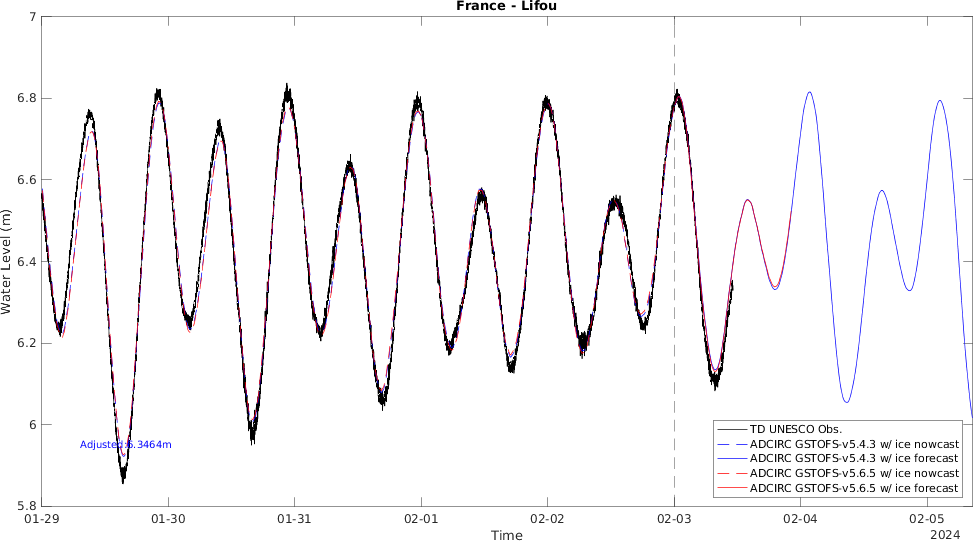 France - Lifou
7
6.8
6.6
6.4
6.2
6
5.8
Water Level (m)
Adjusted:6.3464m
TD UNESCO Obs.
ADCIRC GSTOFS-v5.4.3 w/ ice nowcast
ADCIRC GSTOFS-v5.4.3 w/ ice forecast
ADCIRC GSTOFS-v5.6.5 w/ ice nowcast
ADCIRC GSTOFS-v5.6.5 w/ ice forecast
01-29 01-30 01-31 02-01 02-02 02-03 02-04 02-05
Time
2024